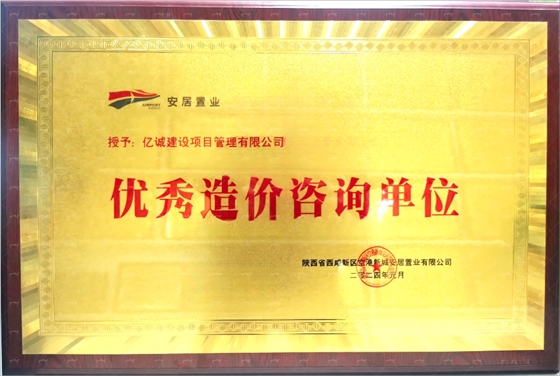 安居置业
授予：亿诚建设项目管理有限公司
优秀造价咨询单位
陕西省西咸新区空港新城安居置业有限公司
二〇二四年元月